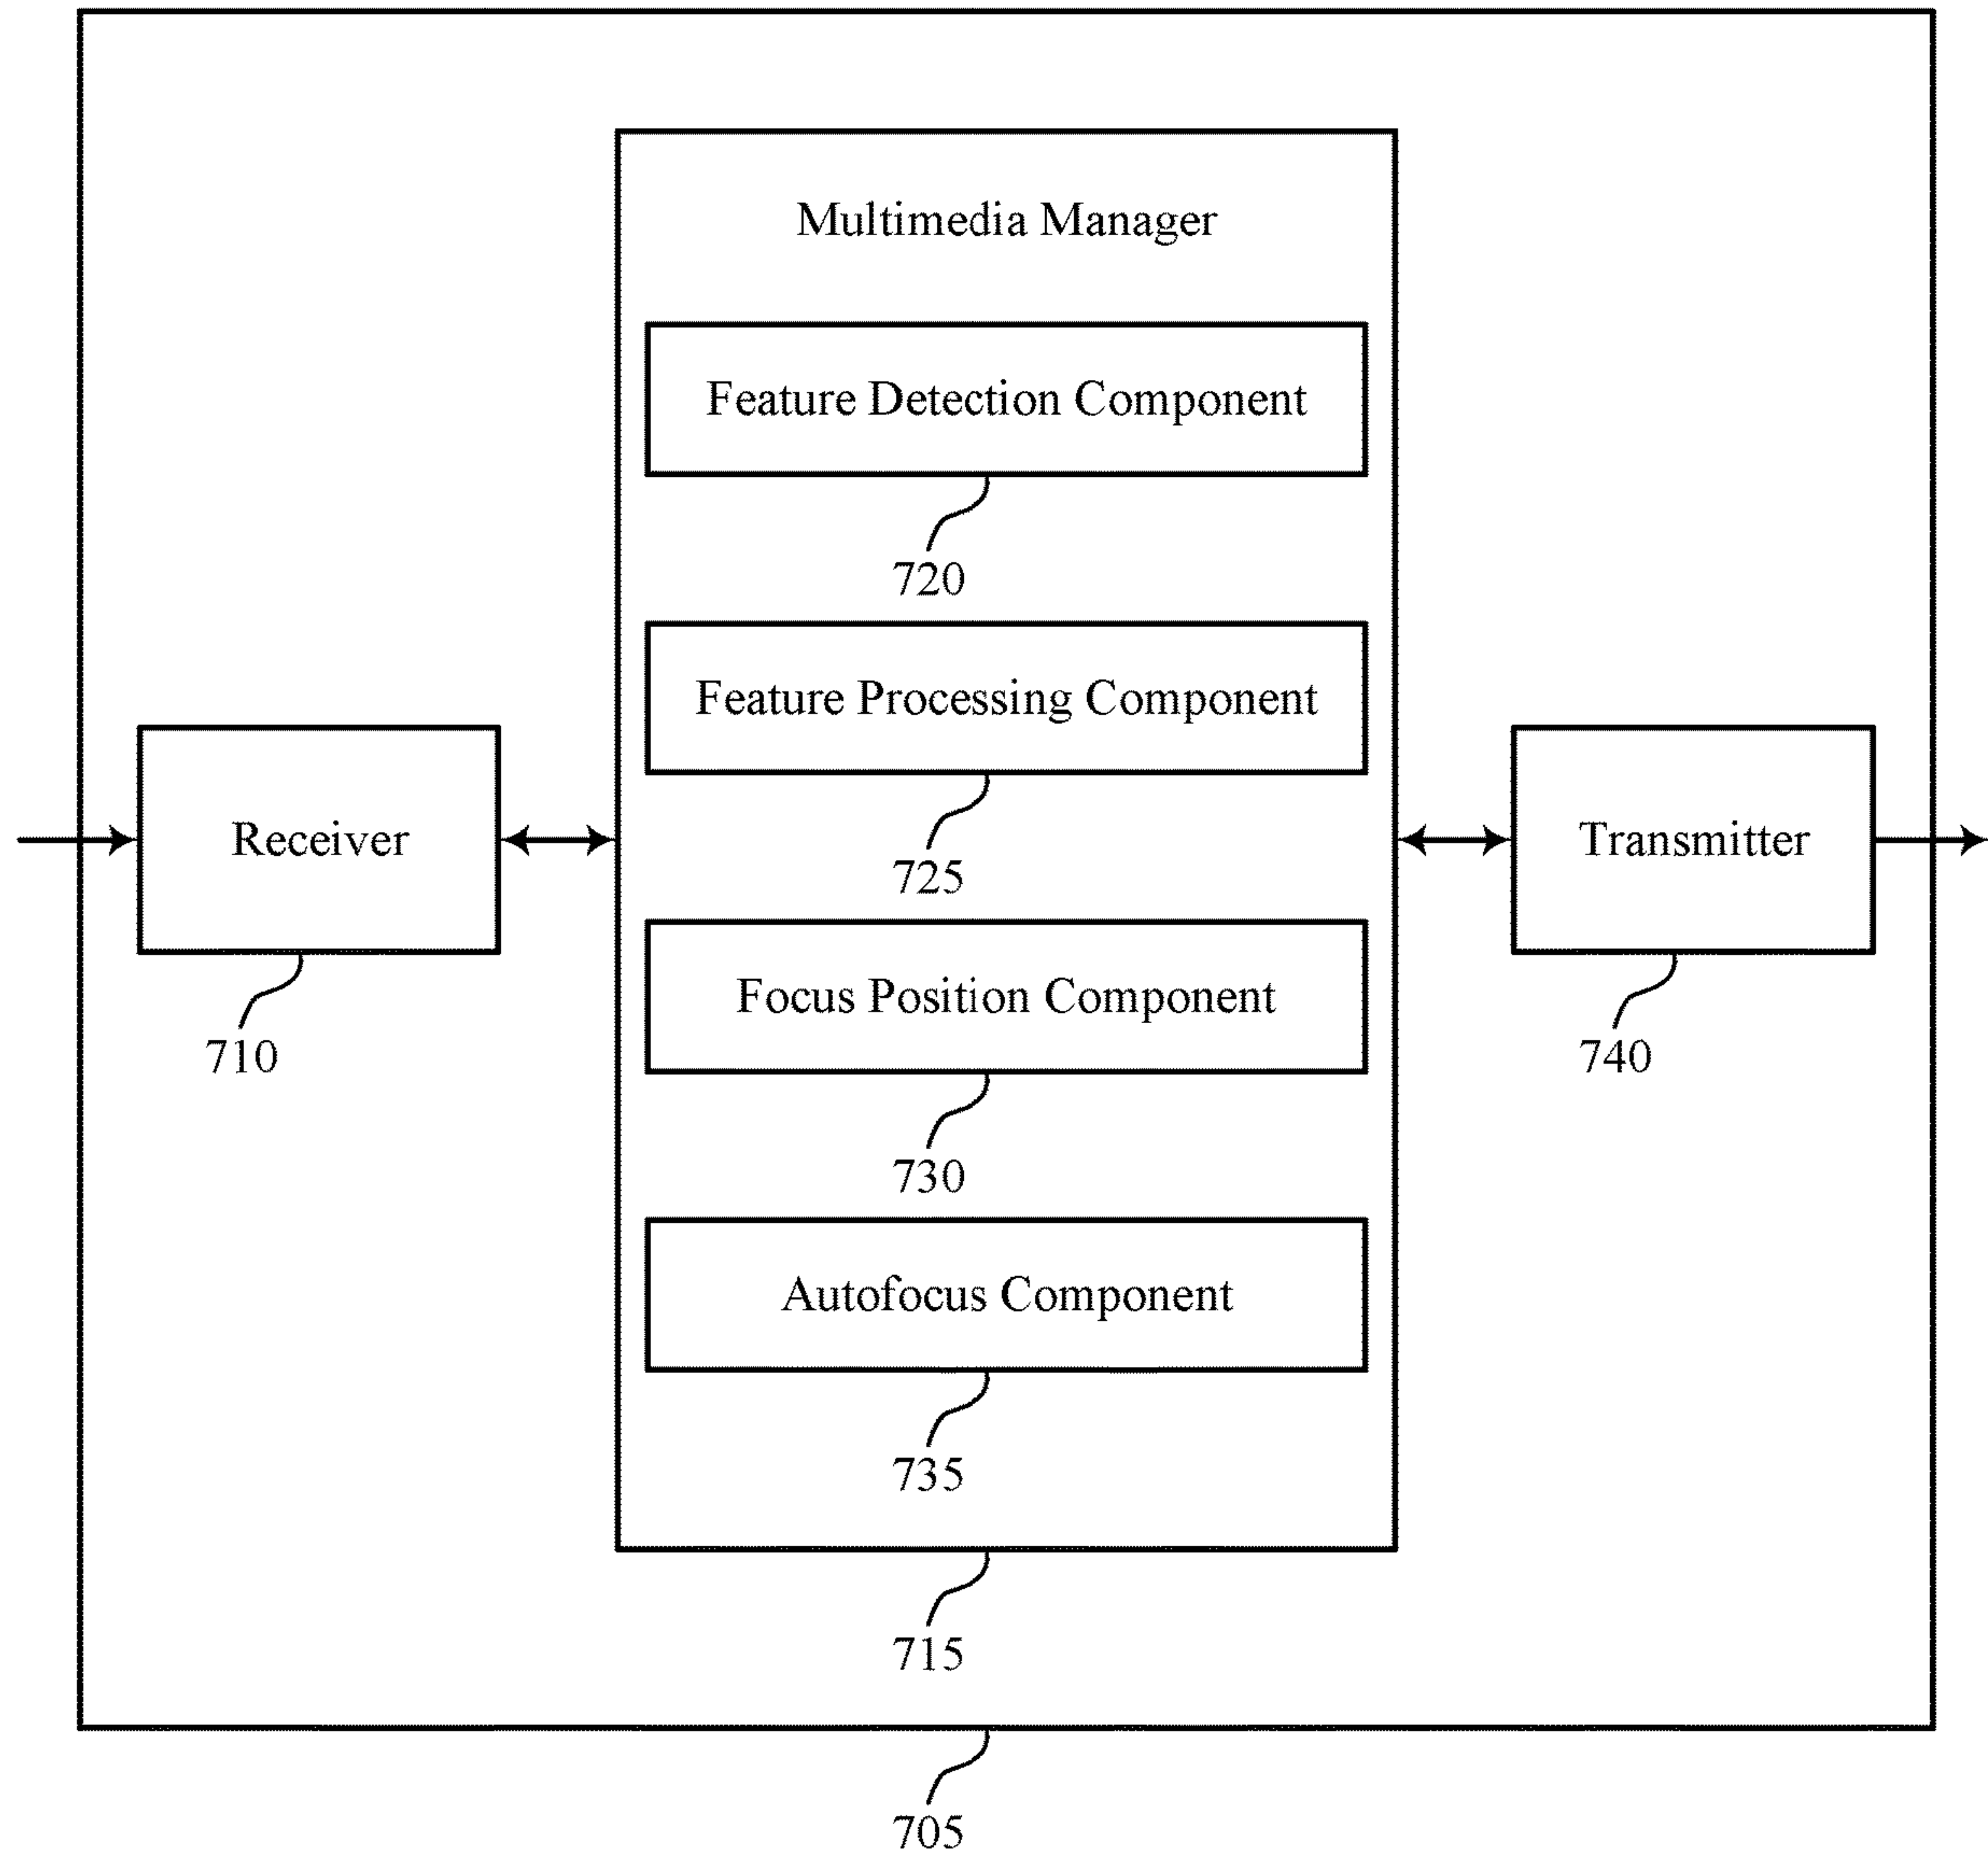 Multimedia Manager
Feature Detection Component
720
Feature Processing Component
725
Receiver
710
Transmitter
740
Focus Position Component
730
Autofocus Component
735
715
705